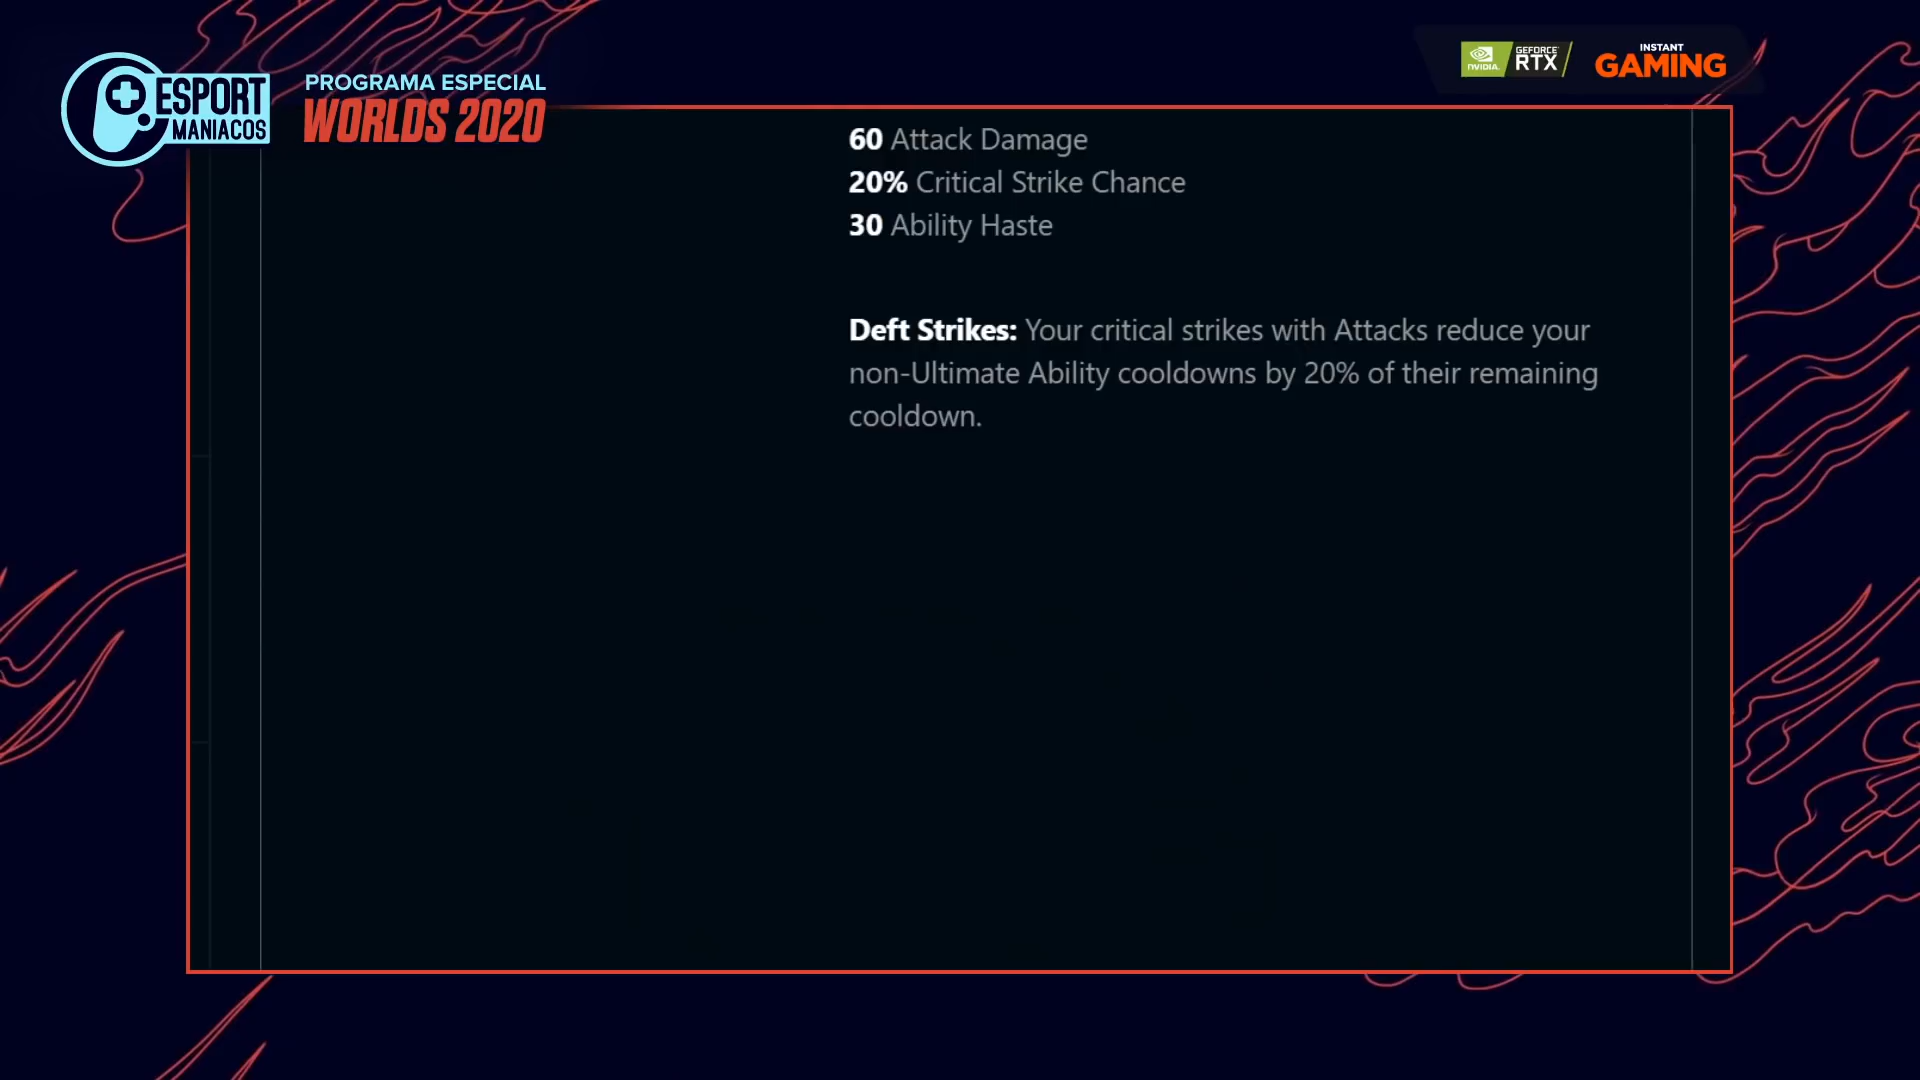 ESPORT
MANIACOS
PROGRAMA ESPECIAL
WORLDS 2020
NVIDIA.
GEFORCE
RTX
INSTANT
GAMING
60 Attack Damage
20% Critical Strike Chance
30 Ability Haste
Deft Strikes: Your critical strikes with Attacks reduce your
non-Ultimate Ability cooldowns by 20% of their remaining
cooldown.